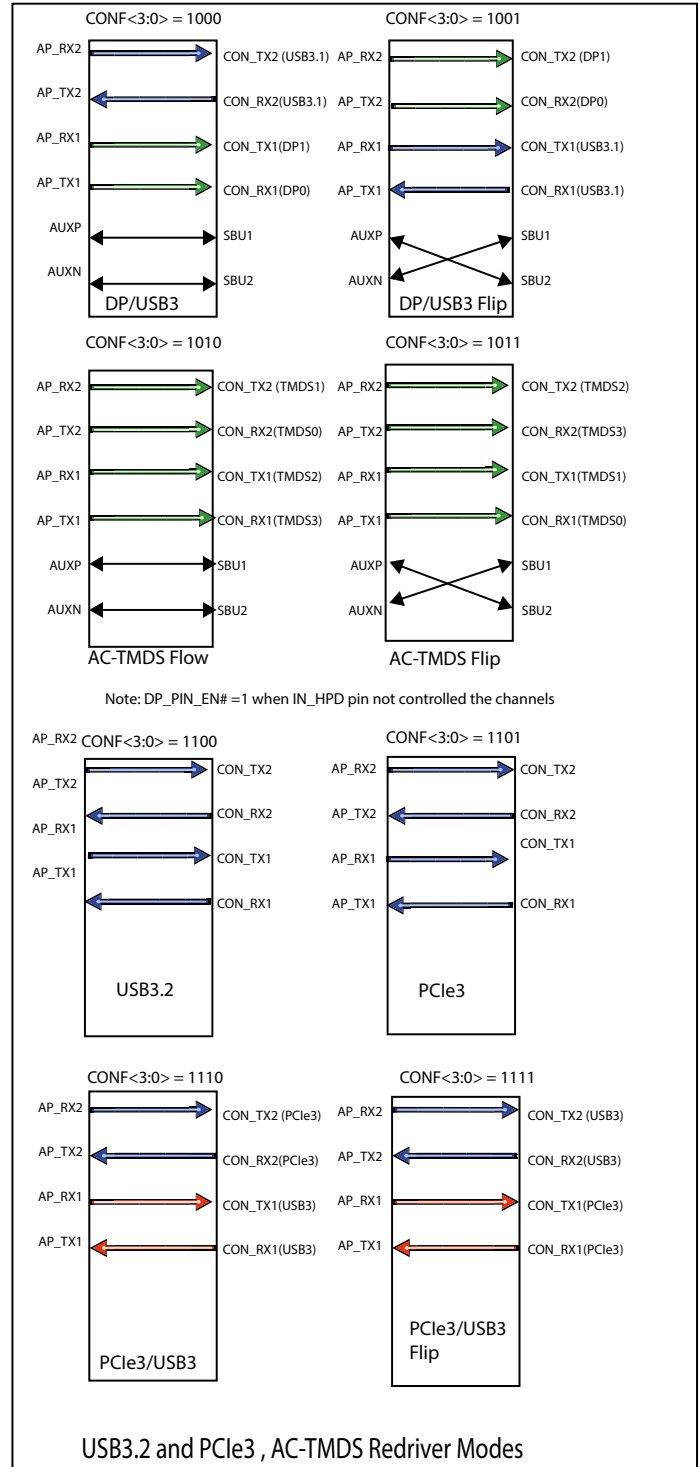 CONF<3:0> = 1000
AP_RX2
CON_TX2 (USB3.1)
AP_TX2
CON_RX2(USB3.1)
AP_RX1
CON_TX1(DP1)
AP_TX1
CON_RX1(DP0)
AUXP
SBU1
AUXN
SBU2
DP/USB3
CONF<3:0> = 1001
AP_RX2
CON_TX2 (DP1)
AP_TX2
CON_RX2(DP0)
AP_RX1
CON_TX1(USB3.1)
AP_TX1
CON_RX1(USB3.1)
AUXP
SBU1
AUXN
SBU2
DP/USB3 Flip
CONF<3:0> = 1010
AP_RX2
CON_TX2 (TMDS1)
AP_TX2
CON_RX2(TMDS0)
AP_RX1
CON_TX1(TMDS2)
AP_TX1
CON_RX1(TMDS3)
AUXP
SBU1
AUXN
SBU2
AC-TMDS Flow
CONF<3:0> = 1011
AP_RX2
CON_TX2 (TMDS2)
AP_TX2
CON_RX2(TMDS3)
AP_RX1
CON_TX1(TMDS1)
AP_TX1
CON_RX1(TMDS0)
AUXP
SBU1
AUXN
SBU2
AC-TMDS Flip
Note: DP_PIN_EN# =1 when IN_HPD pin not controlled the channels
CONF<3:0> = 1100
AP_RX2
CON_TX2
AP_TX2
CON_RX2
AP_RX1
CON_TX1
AP_TX1
CON_RX1
USB3.2
CONF<3:0> = 1101
AP_RX2
CON_TX2
AP_TX2
CON_RX2
AP_RX1
CON_TX1
AP_TX1
CON_RX1
PCIe3
CONF<3:0> = 1110
AP_RX2
CON_TX2 (PCIe3)
AP_TX2
CON_RX2(PCIe3)
AP_RX1
CON_TX1(USB3)
AP_TX1
CON_RX1(USB3)
PCIe3/USB3
CONF<3:0> = 1111
AP_RX2
CON_TX2 (USB3)
AP_TX2
CON_RX2(USB3)
AP_RX1
CON_TX1(PCIe3)
AP_TX1
CON_RX1(PCIe3)
PCIe3/USB3
Flip
USB3.2 and PCIe3 , AC-TMDS Redriver Modes